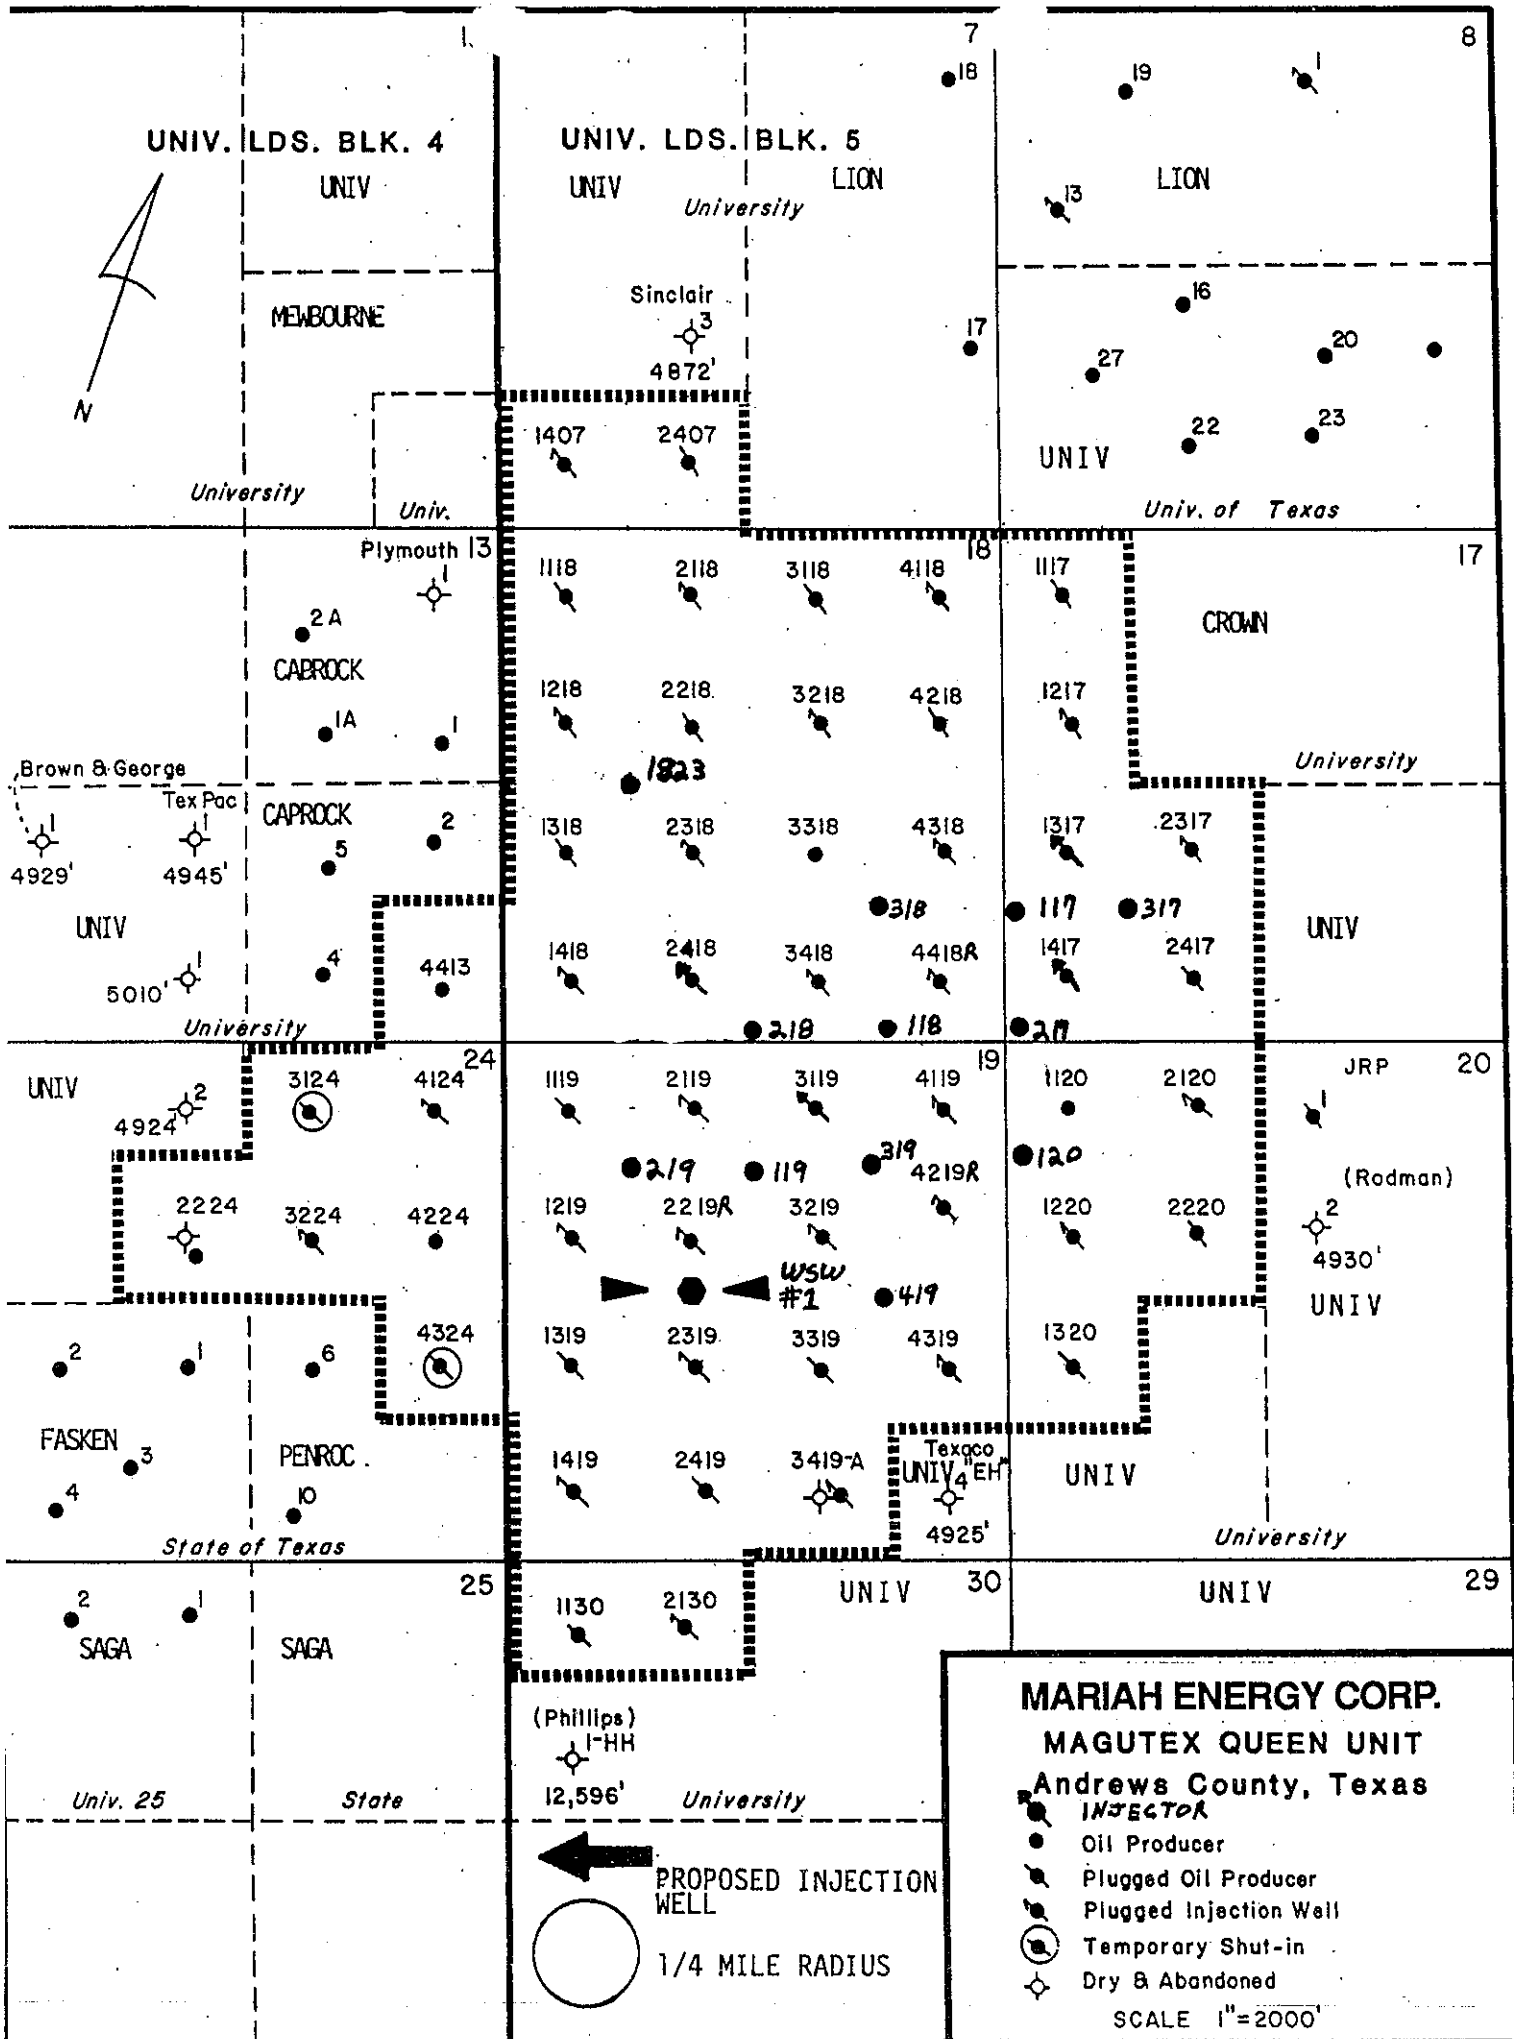 1
7
8
18
19
1
UNIV. LDS. BLK. 4
UNIV. LDS. BLK. 5
UNIV
UNIV
LION
LION
University
13
N
MEWBOURNE
Sinclair
3
4872'
17
16
27
20
22
23
1407
2407
UNIV
University
Univ.
Univ. of Texas
Plymouth 13
1
18
17
1118
2118
3118
4118
1117
2A
CAPROCK
CROWN
1A
1
1218
2218
3218
4218
1217
1823
University
Brown & George
1
4929'
Tex Pac
1
4945'
CAPROCK
2
5
1318
2318
3318
4318
1317
2317
318
117
317
UNIV
UNIV
1
5010'
4
4413
1418
2418
3418
4418R
1417
2417
University
218
118
217
24
19
20
UNIV
2
4924'
3124
4124
1119
2119
3119
4119
1120
2120
JRP
1
219
119
319
120
(Rodman)
2
4930'
2224
3224
4224
1219
2219R
3219
4219R
1220
2220
WSW
#1
419
UNIV
2
1
6
4324
1319
2319
3319
4319
1320
FASKEN
3
4
PENROC.
10
1419
2419
3419-A
Texaco
UNIV 4 "EH"
4925'
UNIV
State of Texas
University
25
30
29
2
1
SAGA
SAGA
1130
2130
UNIV
UNIV
(Phillips)
1-HH
12,596'
Univ. 25
State
University
PROPOSED INJECTION
WELL
1/4 MILE RADIUS
MARIAH ENERGY CORP.
MAGUTEX QUEEN UNIT
Andrews County, Texas
INJECTOR
Oil Producer
Plugged Oil Producer
Plugged Injection Well
Temporary Shut-in
Dry & Abandoned
SCALE 1"=2000'